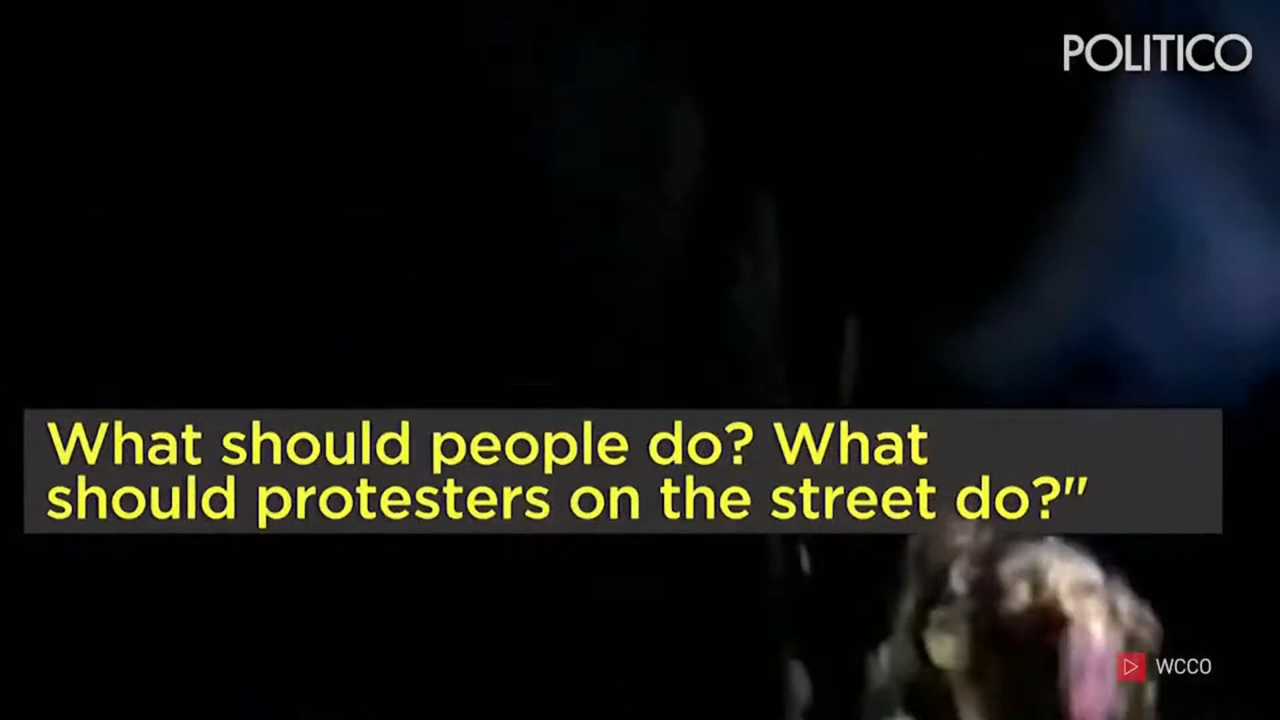 POLITICO
What should people do? What
should protesters on the street do?"
WCCO